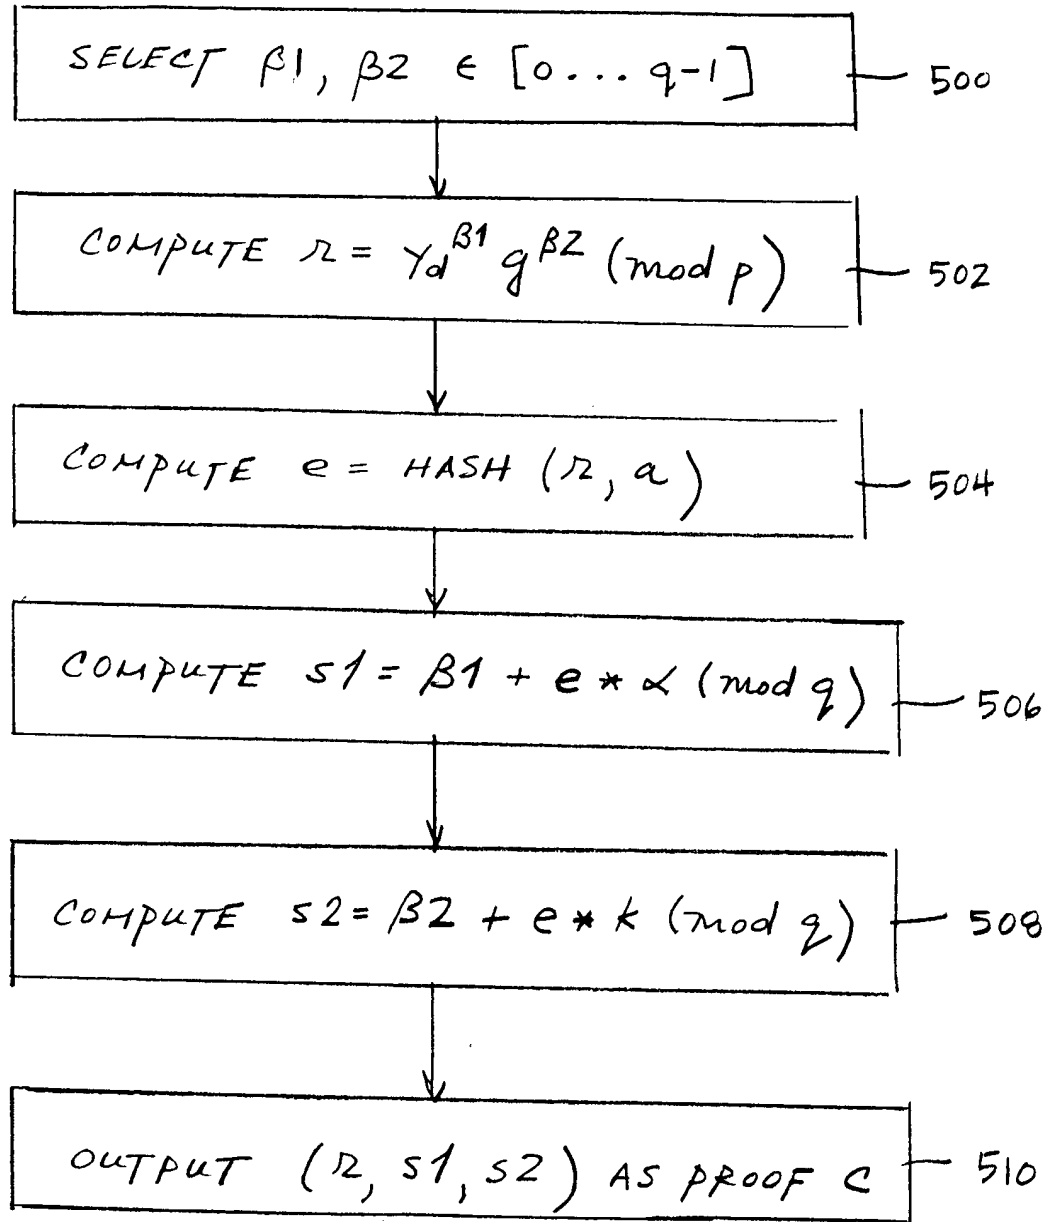 SELECT β1, β2 ∈ [0... q-1]
500
COMPUTE r = yd^β1 g^β2 (mod p)
502
COMPUTE e = HASH (r, a)
504
COMPUTE s1 = β1 + e * α (mod q)
506
COMPUTE s2 = β2 + e * k (mod q)
508
OUTPUT (r, s1, s2) AS PROOF C
510